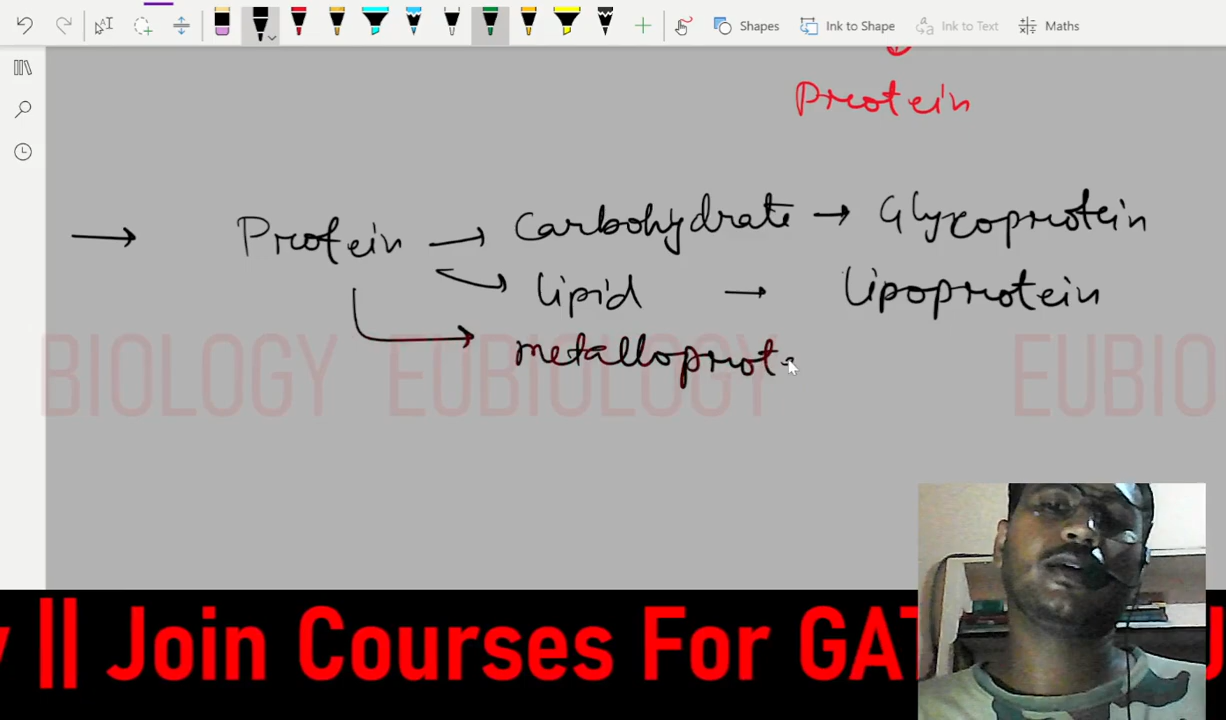 Shapes Ink to Shape Ink to Text Maths
Protein
→ Protein → Carbohydrate → Glycoprotein
→ lipid → Lipoprotein
→ metalloprot
BIOLOGY EUBIOLOGY EUBIO
|| Join Courses For GAT